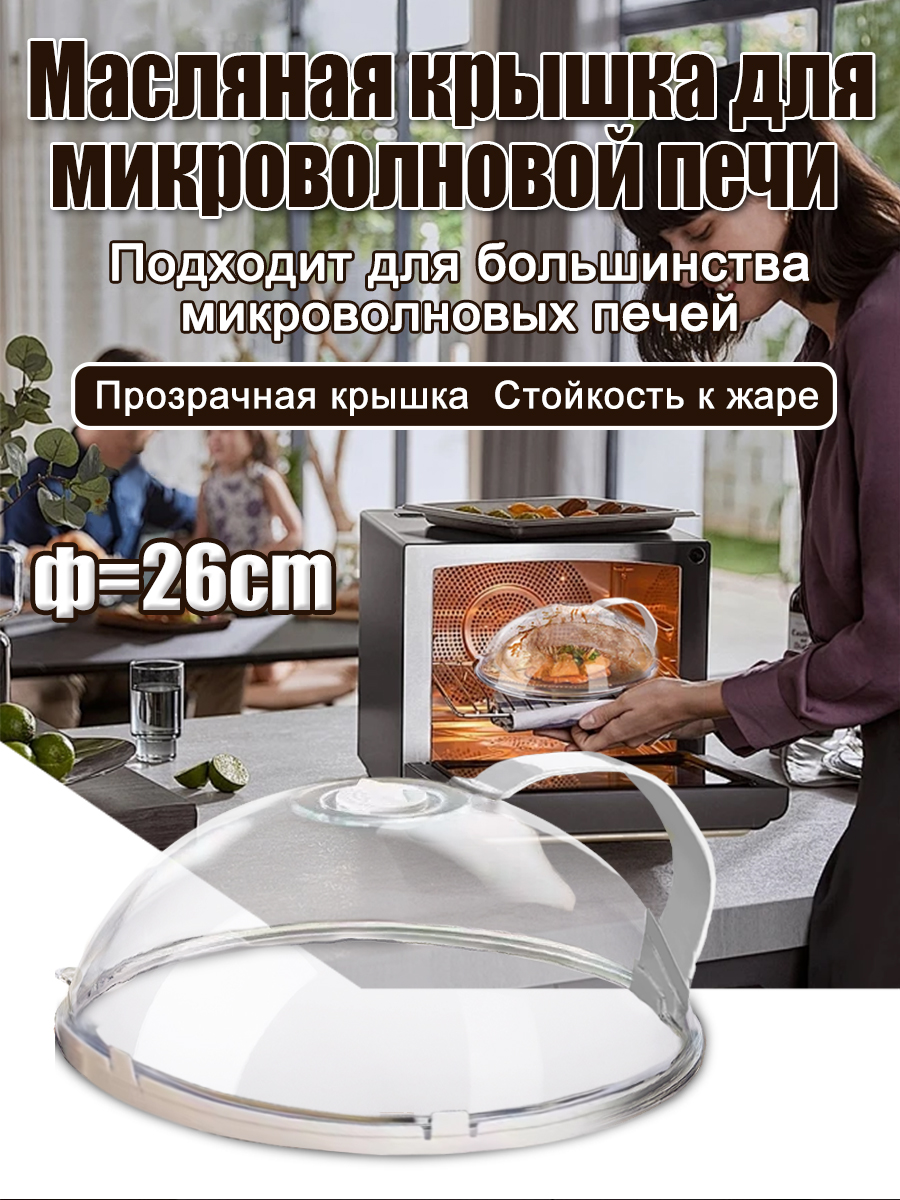 Масляная крышка для
микроволновой печи
Подходит для большинства
микроволновых печей
Прозрачная крышка Стойкость к жаре
ф=26cm